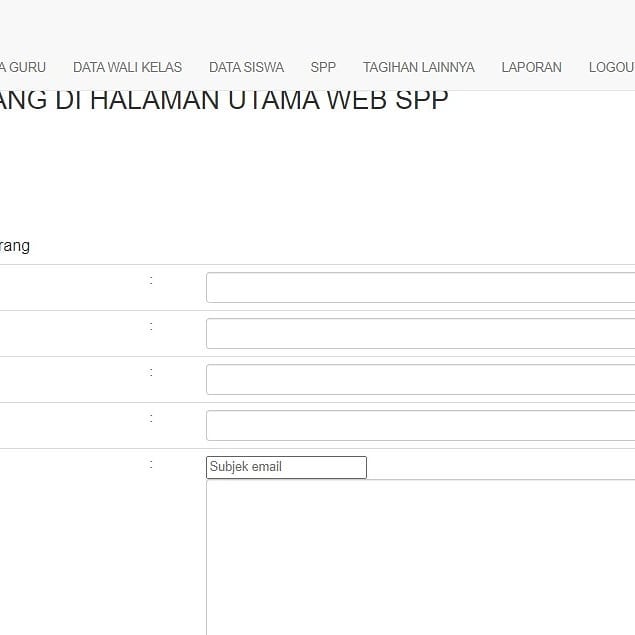 A GURU DATA WALI KELAS DATA SISWA SPP TAGIHAN LAINNYA LAPORAN LOGOU
ANG DI HALAMAN UTAMA WEB SPP
rang
:
:
:
:
: Subjek email